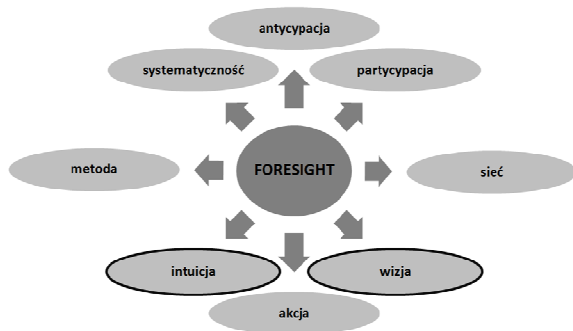 antycypacja
systematyczność
partycypacja
metoda
FORESIGHT
sieć
intuicja
wizja
akcja